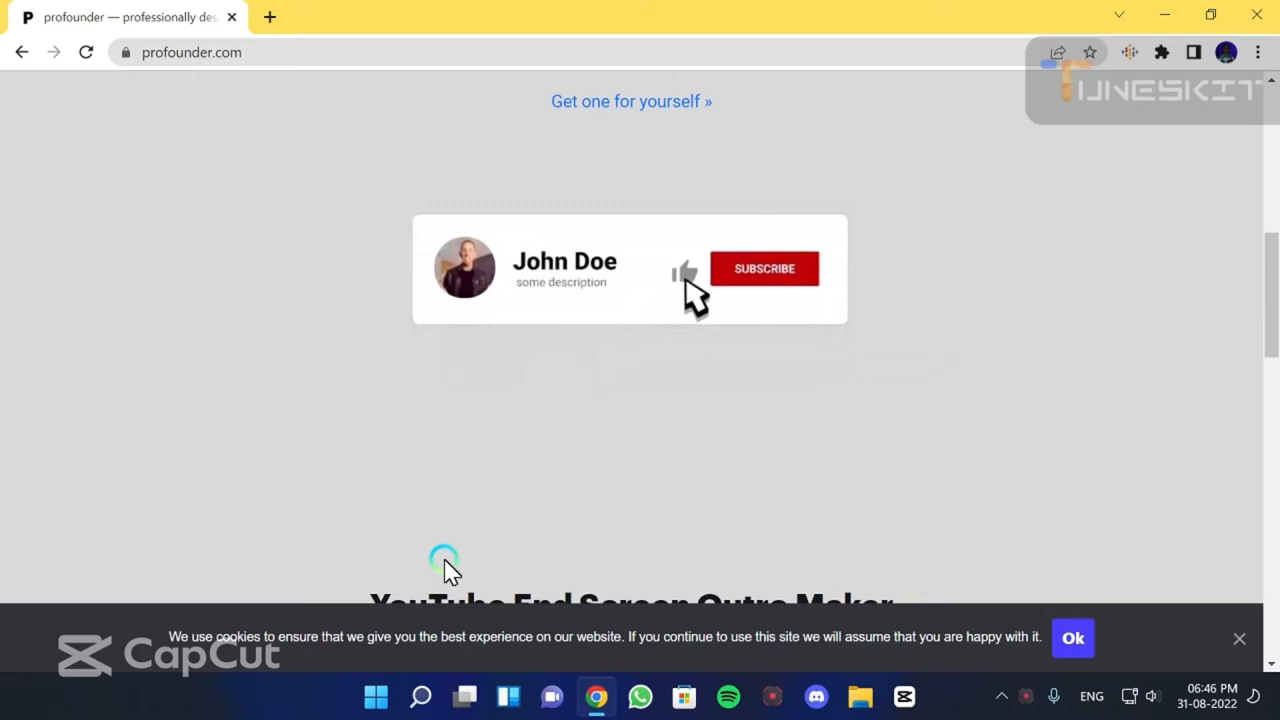 profounder — professionally des
profounder.com
TUNESKIT
Get one for yourself »
John Doe
some description
SUBSCRIBE
YouTube End Screen Outro Maker
We use cookies to ensure that we give you the best experience on our website. If you continue to use this site we will assume that you are happy with it.
Ok
CapCut
ENG
06:46 PM
31-08-2022